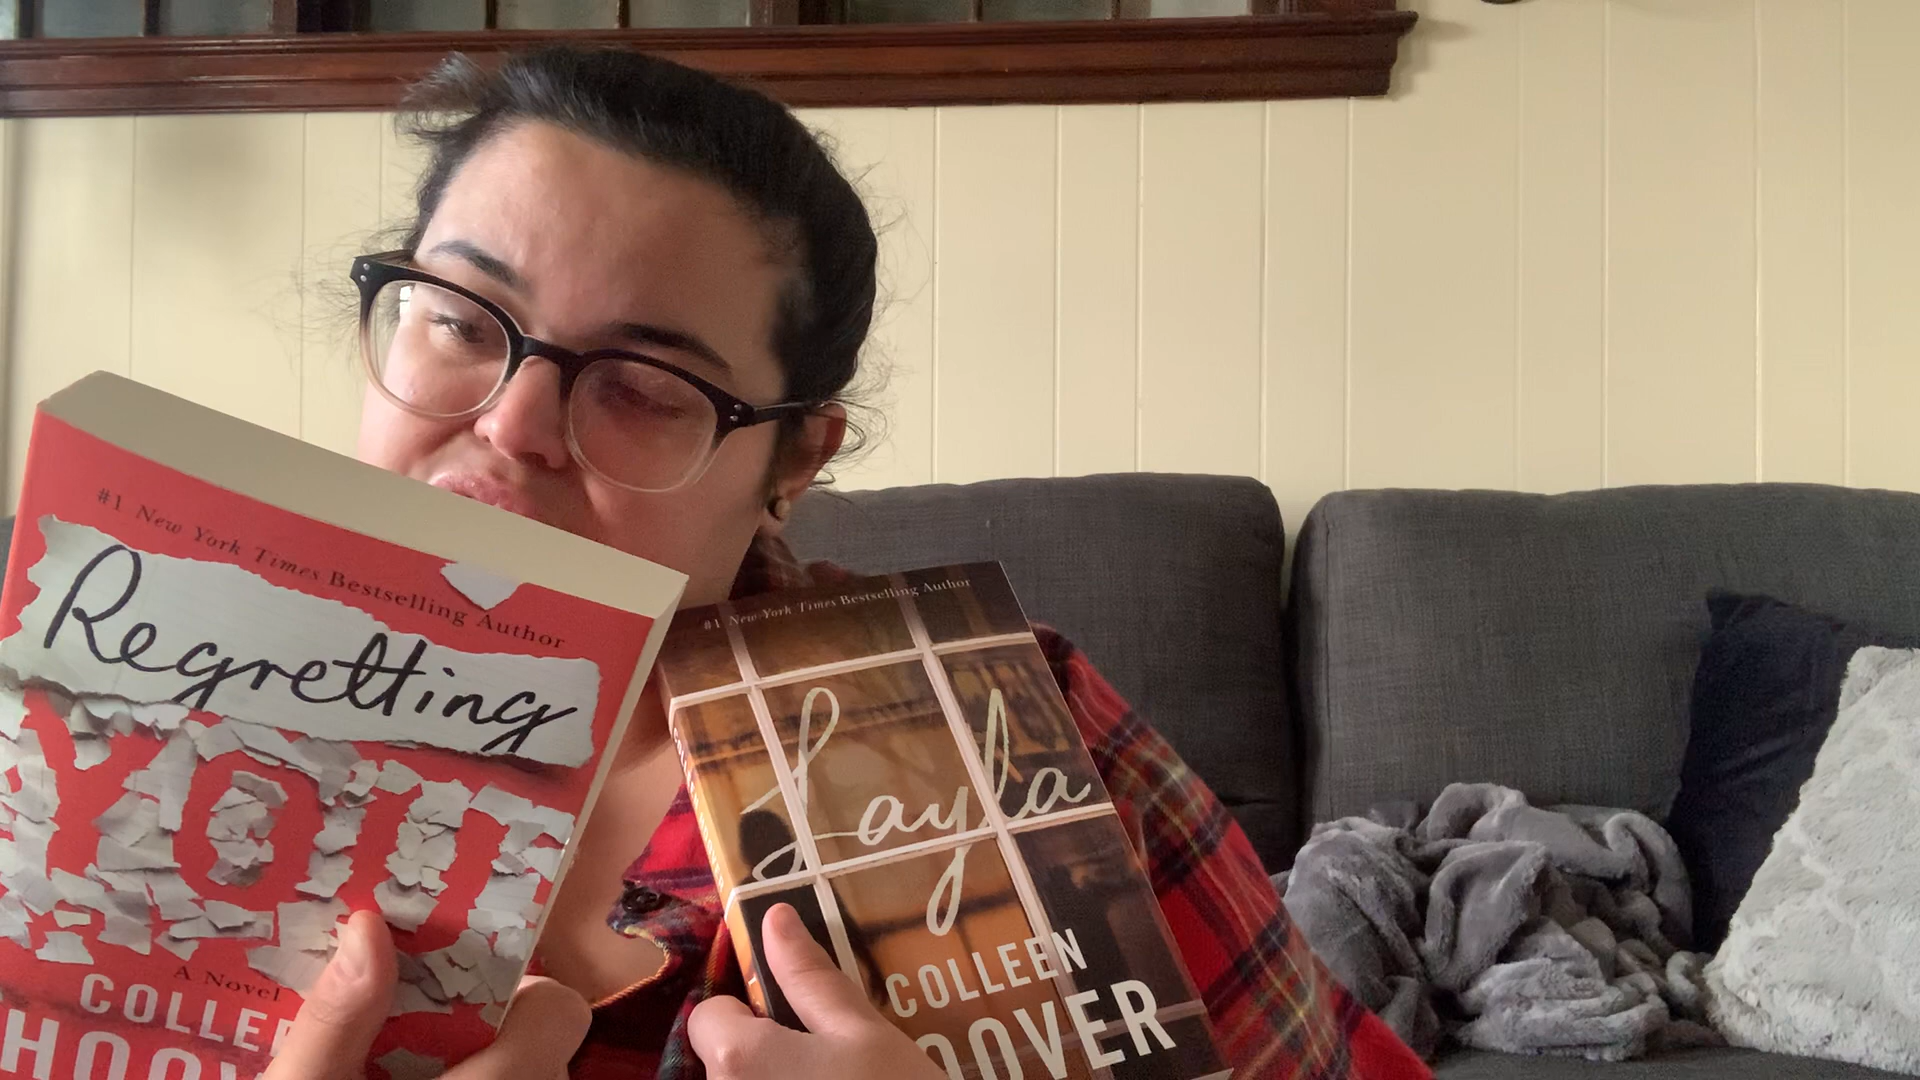 #1 New York Times Bestselling Author
Regretting
YOU
A Novel
COLLEEN
HOOV
#1 New York Times Bestselling Author
Layla
COLLEEN
OOVER